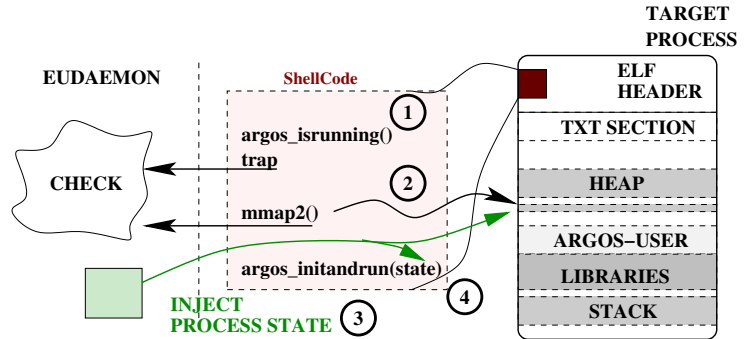 TARGET
PROCESS
EUDAEMON
ShellCode
ELF
HEADER
1
argos_isrunning()
trap
TXT SECTION
CHECK
2
HEAP
mmap2()
ARGOS-USER
argos_initandrun(state)
LIBRARIES
INJECT
PROCESS STATE
3
4
STACK